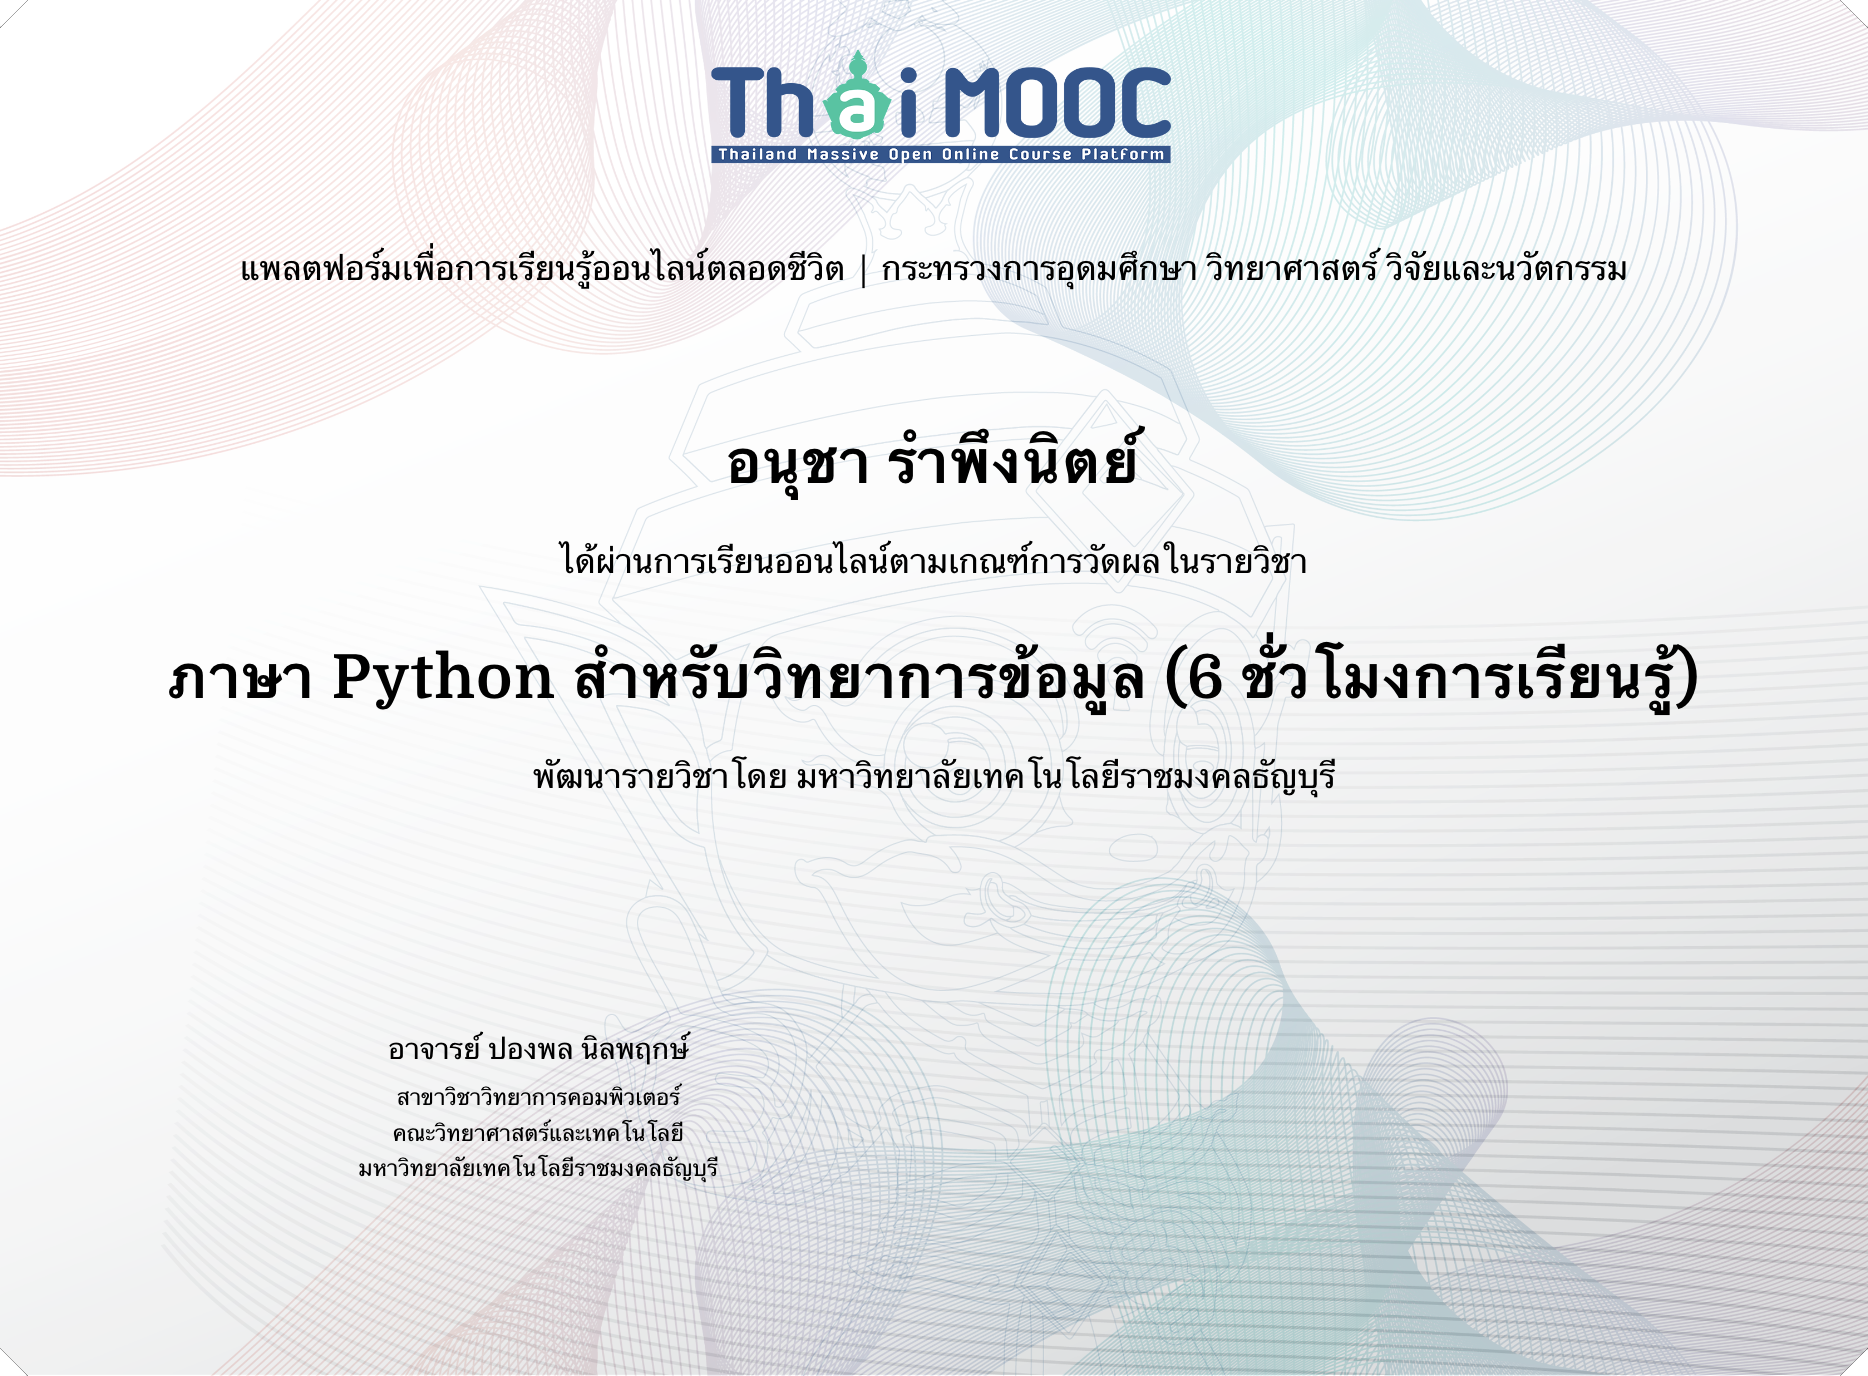 Thai MOOC
Thailand Massive Open Online Course Platform
แพลตฟอร์มเพื่อการเรียนรู้ออนไลน์ตลอดชีวิต | กระทรวงการอุดมศึกษา วิทยาศาสตร์ วิจัยและนวัตกรรม
อนุชา รำพึงนิตย์
ได้ผ่านการเรียนออนไลน์ตามเกณฑ์การวัดผลในรายวิชา
ภาษา Python สำหรับวิทยาการข้อมูล (6 ชั่วโมงการเรียนรู้)
พัฒนารายวิชาโดย มหาวิทยาลัยเทคโนโลยีราชมงคลธัญบุรี
อาจารย์ ปองพล นิลพฤกษ์
สาขาวิชาวิทยาการคอมพิวเตอร์
คณะวิทยาศาสตร์และเทคโนโลยี
มหาวิทยาลัยเทคโนโลยีราชมงคลธัญบุรี